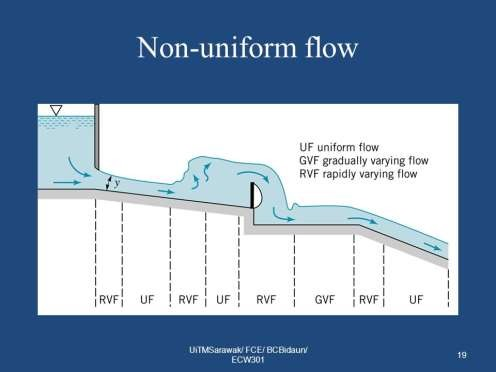 Non-uniform flow
UF uniform flow
GVF gradually varying flow
RVF rapidly varying flow
y
RVF UF RVF UF RVF GVF RVF UF
UiTMSarawak/ FCE/ BCBidaun/
ECW301
19